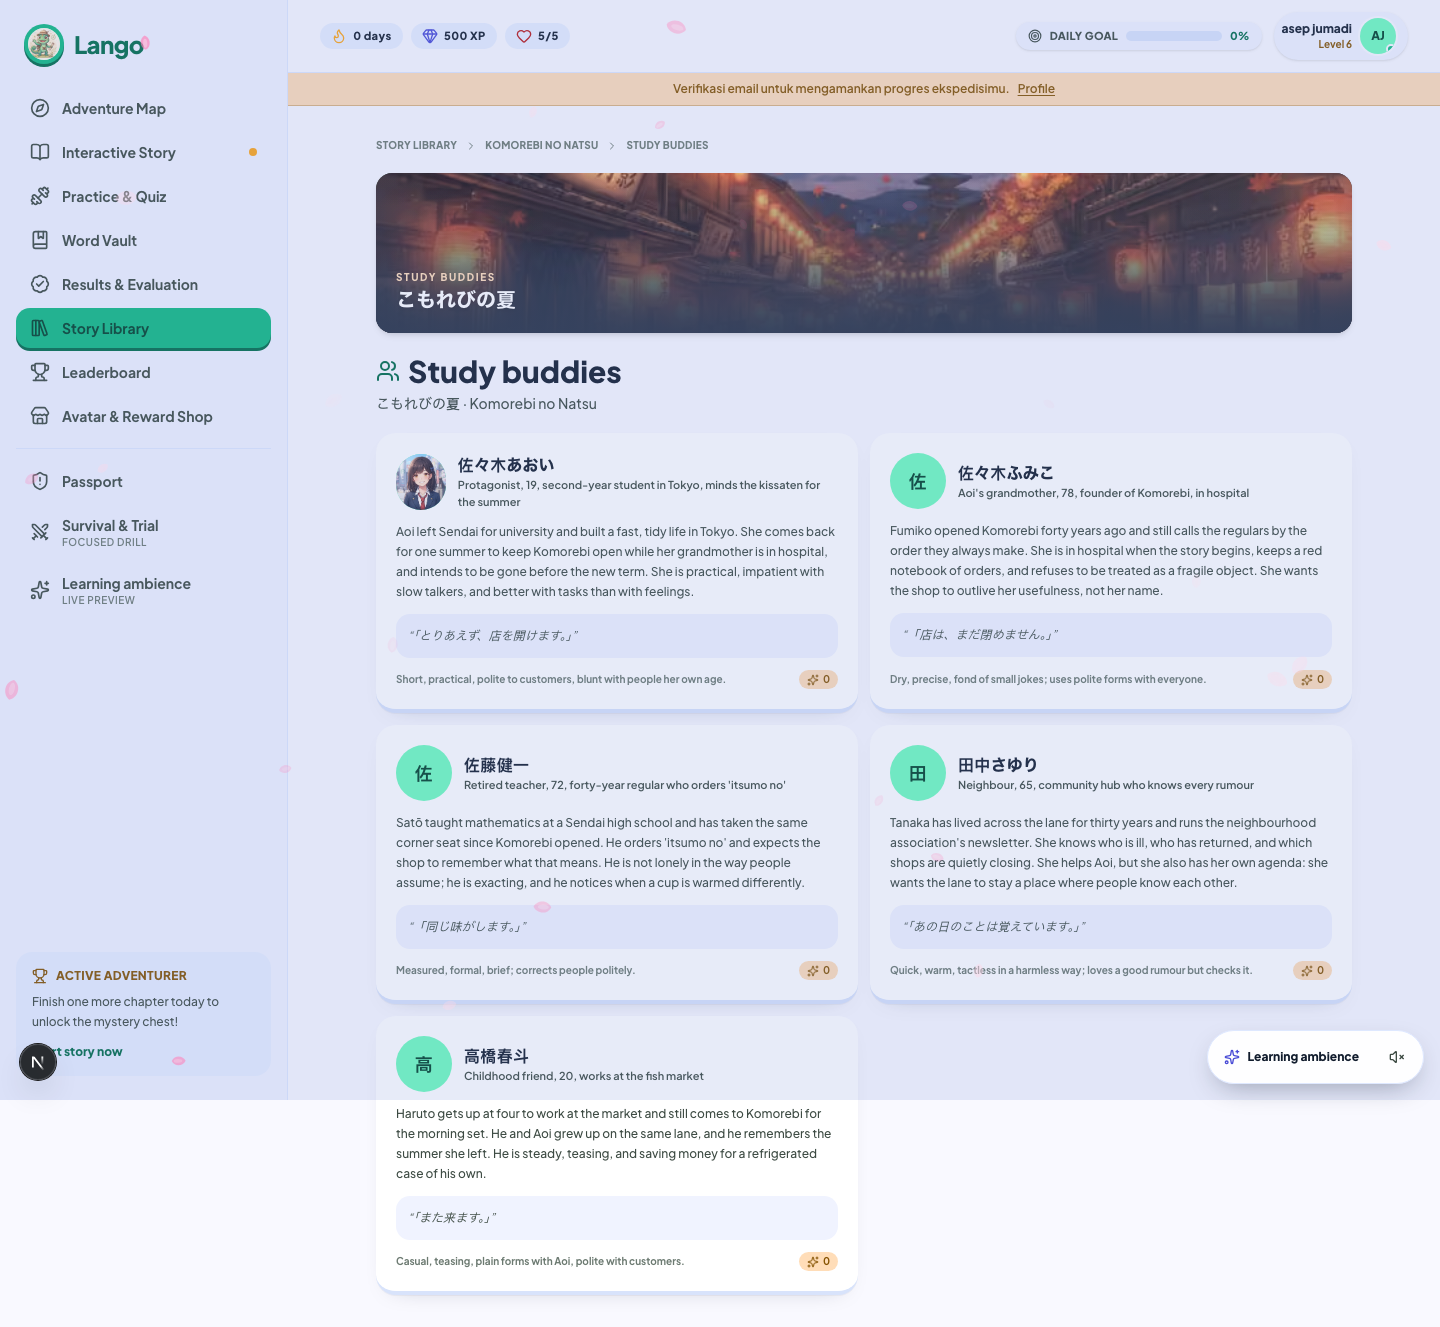 Lango
Adventure Map
Interactive Story
Practice & Quiz
Word Vault
Results & Evaluation
Story Library
Leaderboard
Avatar & Reward Shop
Passport
Survival & Trial
FOCUSED DRILL
Learning ambience
LIVE PREVIEW
ACTIVE ADVENTURER
Finish one more chapter today to
unlock the mystery chest!
story now
N
0 days
500 XP
5/5
DAILY GOAL
0%
asep jumadi
Level 6
AJ
Verifikasi email untuk mengamankan progres ekspedisimu. Profile
STORY LIBRARY > KOMOREBI NO NATSU > STUDY BUDDIES
STUDY BUDDIES
こもれびの夏
Study buddies
こもれびの夏 · Komorebi no Natsu
佐々木あおい
Protagonist, 19, second-year student in Tokyo, minds the kissaten for
the summer
Aoi left Sendai for university and built a fast, tidy life in Tokyo. She comes back
for one summer to keep Komorebi open while her grandmother is in hospital,
and intends to be gone before the new term. She is practical, impatient with
slow talkers, and better with tasks than with feelings.
“「とりあえず、店を開けます。」”
Short, practical, polite to customers, blunt with people her own age.
0
佐
佐々木ふみこ
Aoi's grandmother, 78, founder of Komorebi, in hospital
Fumiko opened Komorebi forty years ago and still calls the regulars by the
order they always make. She is in hospital when the story begins, keeps a red
notebook of orders, and refuses to be treated as a fragile object. She wants
the shop to outlive her usefulness, not her name.
“「店は、まだ閉めません。」”
Dry, precise, fond of small jokes; uses polite forms with everyone.
0
佐
佐藤健一
Retired teacher, 72, forty-year regular who orders 'itsumo no'
Satō taught mathematics at a Sendai high school and has taken the same
corner seat since Komorebi opened. He orders 'itsumo no' and expects the
shop to remember what that means. He is not lonely in the way people
assume; he is exacting, and he notices when a cup is warmed differently.
“「同じ味がします。」”
Measured, formal, brief; corrects people politely.
0
田
田中さゆり
Neighbour, 65, community hub who knows every rumour
Tanaka has lived across the lane for thirty years and runs the neighbourhood
association's newsletter. She knows who is ill, who has returned, and which
shops are quietly closing. She helps Aoi, but she also has her own agenda: she
wants the lane to stay a place where people know each other.
“「あの日のことは覚えています。」”
Quick, warm, tactless in a harmless way; loves a good rumour but checks it.
0
高
高橋春斗
Childhood friend, 20, works at the fish market
Haruto gets up at four to work at the market and still comes to Komorebi for
the morning set. He and Aoi grew up on the same lane, and he remembers the
summer she left. He is steady, teasing, and saving money for a refrigerated
case of his own.
“「また来ます。」”
Casual, teasing, plain forms with Aoi, polite with customers.
0
Learning ambience